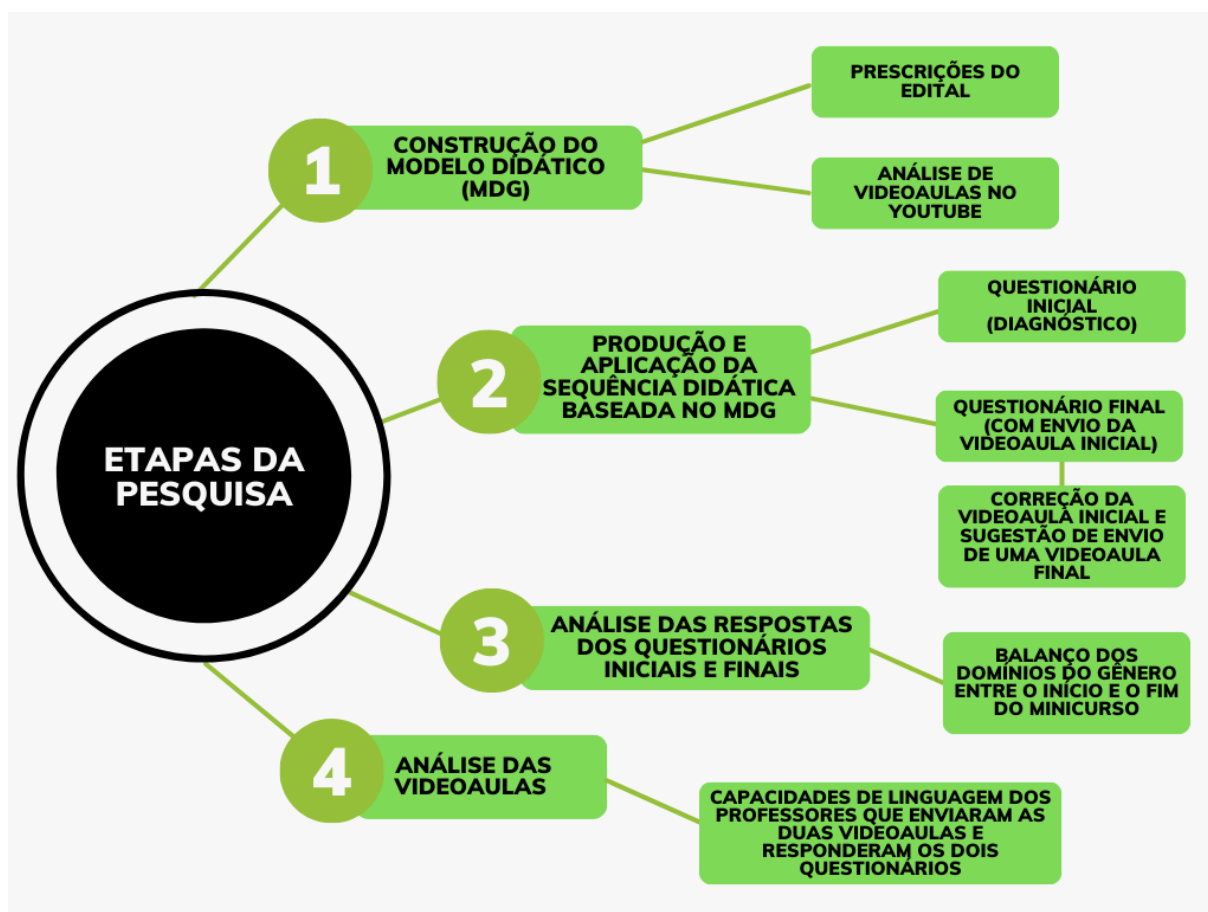 ETAPAS DA
PESQUISA
1
CONSTRUÇÃO DO
MODELO DIDÁTICO
(MDG)
PRESCRIÇÕES DO
EDITAL
ANÁLISE DE
VIDEOAULAS NO
YOUTUBE
2
PRODUÇÃO E
APLICAÇÃO DA
SEQUÊNCIA DIDÁTICA
BASEADA NO MDG
QUESTIONÁRIO
INICIAL
(DIAGNÓSTICO)
QUESTIONÁRIO FINAL
(COM ENVIO DA
VIDEOAULA INICIAL)
CORREÇÃO DA
VIDEOAULA INICIAL E
SUGESTÃO DE ENVIO
DE UMA VIDEOAULA
FINAL
3
ANÁLISE DAS RESPOSTAS
DOS QUESTIONÁRIOS
INICIAIS E FINAIS
BALANÇO DOS
DOMÍNIOS DO GÊNERO
ENTRE O INÍCIO E O FIM
DO MINICURSO
4
ANÁLISE DAS
VIDEOAULAS
CAPACIDADES DE LINGUAGEM DOS
PROFESSORES QUE ENVIARAM AS
DUAS VIDEOAULAS E
RESPONDERAM OS DOIS
QUESTIONÁRIOS